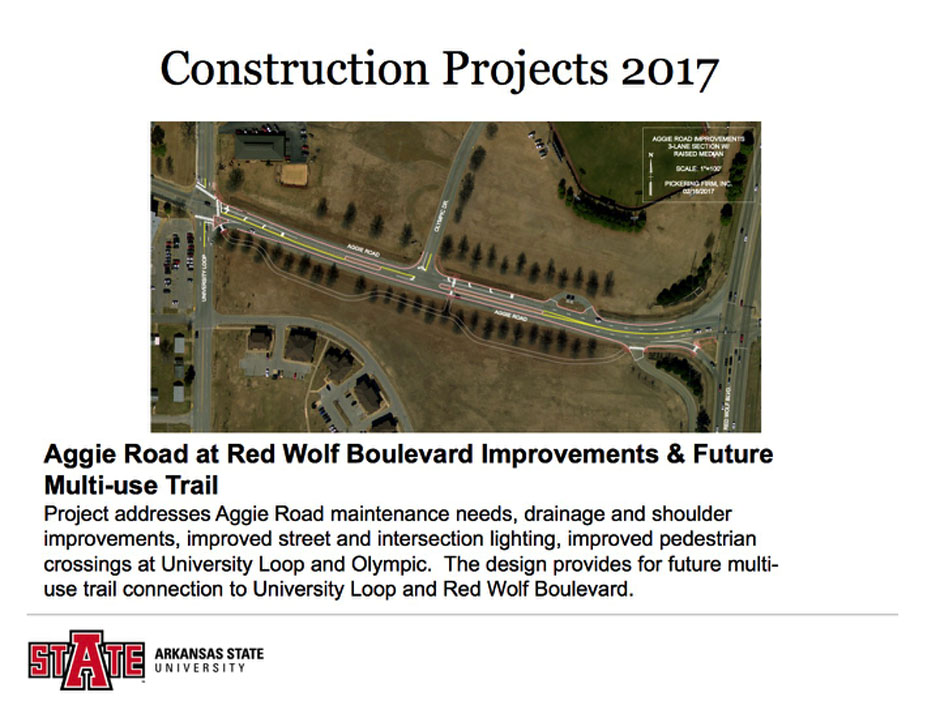 Construction Projects 2017
AGGIE ROAD IMPROVEMENTS
3-LANE SECTION W/
RAISED MEDIAN
N
SCALE: 1"=100'
PICKERING FIRM, INC.
02/16/2017
OLYMPIC DR.
AGGIE ROAD
UNIVERSITY LOOP
AGGIE ROAD
RED WOLF BLVD.
Aggie Road at Red Wolf Boulevard Improvements & Future
Multi-use Trail
Project addresses Aggie Road maintenance needs, drainage and shoulder
improvements, improved street and intersection lighting, improved pedestrian
crossings at University Loop and Olympic.  The design provides for future multi-
use trail connection to University Loop and Red Wolf Boulevard.
STATE
ARKANSAS STATE
UNIVERSITY